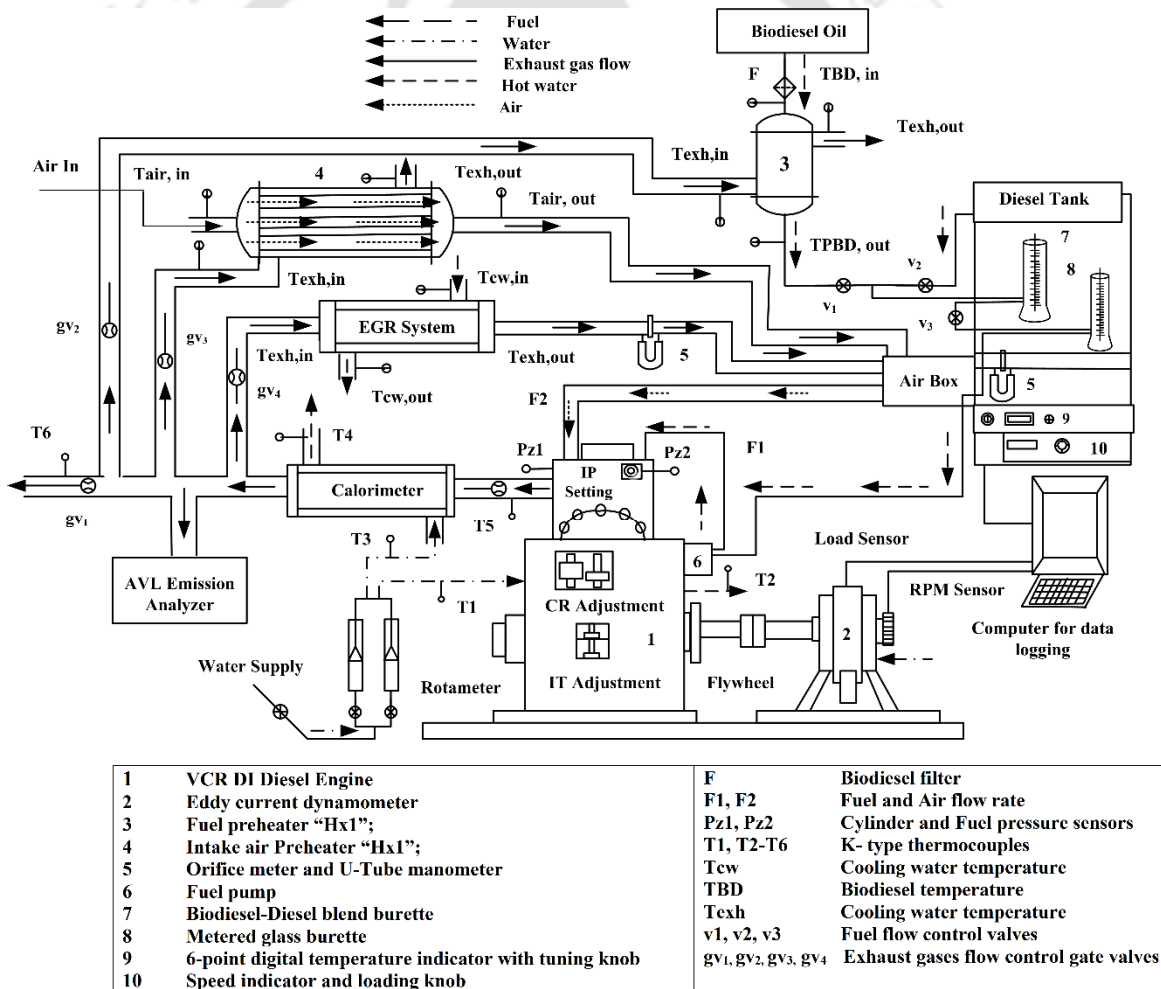 Fuel
Water
Exhaust gas flow
Hot water
Air
Biodiesel Oil
F
TBD, in
Texh,out
3
Texh,in
TPBD, out
Air In
Tair, in
4
Texh,out
Tair, out
Diesel Tank
7
8
v₂
v₁
v₃
Texh,in
Tcw,in
gv₂
gv₃
EGR System
Texh,in
Texh,out
5
gv₄
Tcw,out
Air Box
5
F2
9
T6
T4
Pz1
Pz2
F1
10
IP
Setting
Calorimeter
gv₁
T5
T3
Load Sensor
6
T2
AVL Emission
Analyzer
T1
CR Adjustment
RPM Sensor
1
2
Computer for data
logging
Water Supply
Rotameter
IT Adjustment
Flywheel
1 VCR DI Diesel Engine
2 Eddy current dynamometer
3 Fuel preheater “Hx1”;
4 Intake air Preheater “Hx1”;
5 Orifice meter and U-Tube manometer
6 Fuel pump
7 Biodiesel-Diesel blend burette
8 Metered glass burette
9 6-point digital temperature indicator with tuning knob
10 Speed indicator and loading knob
F Biodiesel filter
F1, F2 Fuel and Air flow rate
Pz1, Pz2 Cylinder and Fuel pressure sensors
T1, T2-T6 K- type thermocouples
Tcw Cooling water temperature
TBD Biodiesel temperature
Texh Cooling water temperature
v1, v2, v3 Fuel flow control valves
gv₁, gv₂, gv₃, gv₄ Exhaust gases flow control gate valves